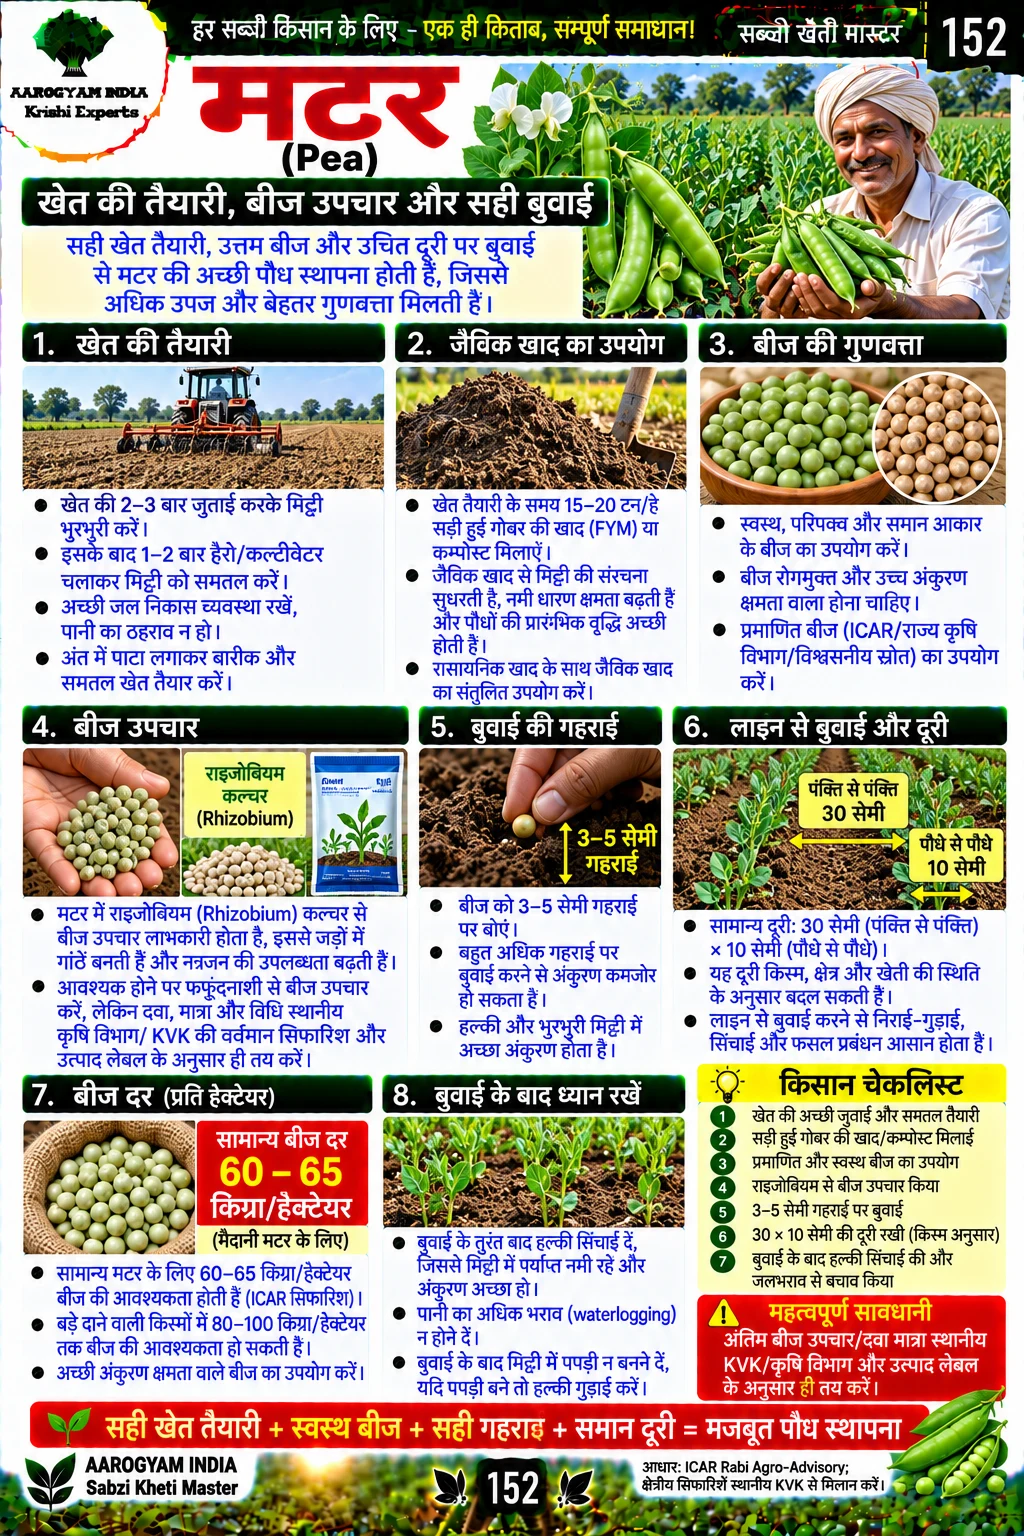 AAROGYAM INDIA
Krishi Experts
हर सब्जी किसान के लिए - एक ही किताब, सम्पूर्ण समाधान!
सब्जी खेती मास्टर
152
मटर
(Pea)
खेत की तैयारी, बीज उपचार और सही बुवाई
सही खेत तैयारी, उत्तम बीज और उचित दूरी पर बुवाई
से मटर की अच्छी पौध स्थापना होती हैं, जिससे
अधिक उपज और बेहतर गुणवत्ता मिलती हैं।
1. खेत की तैयारी
● खेत की 2–3 बार जुताई करके मिट्टी
भुरभुरी करें।
● इसके बाद 1–2 बार हैरो/कल्टीवेटर
चलाकर मिट्टी को समतल करें।
● अच्छी जल निकास व्यवस्था रखें,
पानी का ठहराव न हो।
● अंत में पाटा लगाकर बारीक और
समतल खेत तैयार करें।
2. जैविक खाद का उपयोग
● खेत तैयारी के समय 15–20 टन/हे
सड़ी हुई गोबर की खाद (FYM) या
कम्पोस्ट मिलाएं।
● जैविक खाद से मिट्टी की संरचना
सुधरती है, नमी धारण क्षमता बढ़ती हैं
और पौधों की प्रारंभिक वृद्धि अच्छी
होती हैं।
● रासायनिक खाद के साथ जैविक खाद
का संतुलित उपयोग करें।
3. बीज की गुणवत्ता
● स्वस्थ, परिपक्व और समान आकार
के बीज का उपयोग करें।
● बीज रोगमुक्त और उच्च अंकुरण
क्षमता वाला होना चाहिए।
● प्रमाणित बीज (ICAR/राज्य कृषि
विभाग/विश्वसनीय स्रोत) का उपयोग
करें।
4. बीज उपचार
राइजोबियम
कल्चर
(Rhizobium)
● मटर में राइजोबियम (Rhizobium) कल्चर से
बीज उपचार लाभकारी होता है, इससे जड़ों में
गांठें बनती हैं और नत्रजन की उपलब्धता बढ़ती हैं।
● आवश्यक होने पर फफूंदनाशी से बीज उपचार
करें, लेकिन दवा, मात्रा और विधि स्थानीय
कृषि विभाग/ KVK की वर्तमान सिफारिश और
उत्पाद लेबल के अनुसार ही तय करें।
5. बुवाई की गहराई
3–5 सेमी
गहराई
● बीज को 3–5 सेमी गहराई
पर बोएं।
● बहुत अधिक गहराई पर
बुवाई करने से अंकुरण कमजोर
हो सकता हैं।
● हल्की और भुरभुरी मिट्टी में
अच्छा अंकुरण होता है।
6. लाइन से बुवाई और दूरी
पंक्ति से पंक्ति
30 सेमी
पौधे से पौधे
10 सेमी
● सामान्य दूरी: 30 सेमी (पंक्ति से पंक्ति)
× 10 सेमी (पौधे से पौधे)।
● यह दूरी किस्म, क्षेत्र और खेती की स्थिति
के अनुसार बदल सकती हैं।
● लाइन से बुवाई करने से निराई-गुड़ाई,
सिंचाई और फसल प्रबंधन आसान होता हैं।
7. बीज दर (प्रति हेक्टेयर)
सामान्य बीज दर
60 – 65
किग्रा/हैक्टेयर
(मैदानी मटर के लिए)
● सामान्य मटर के लिए 60–65 किग्रा/हैक्टेयर
बीज की आवश्यकता होती हैं (ICAR सिफारिश)।
● बड़े दाने वाली किस्मों में 80–100 किग्रा/हैक्टेयर
तक बीज की आवश्यकता हो सकती हैं।
● अच्छी अंकुरण क्षमता वाले बीज का उपयोग करें।
8. बुवाई के बाद ध्यान रखें
● बुवाई के तुरंत बाद हल्की सिंचाई दें,
जिससे मिट्टी में पर्याप्त नमी रहें और
अंकुरण अच्छा हो।
● पानी का अधिक भराव (waterlogging)
न होने दें।
● बुवाई के बाद मिट्टी में पपड़ी न बनने दें,
यदि पपड़ी बने तो हल्की गुड़ाई करें।
किसान चेकलिस्ट
1 खेत की अच्छी जुताई और समतल तैयारी
2 सड़ी हुई गोबर की खाद/कम्पोस्ट मिलाई
3 प्रमाणित और स्वस्थ बीज का उपयोग
4 राइजोवियम से बीज उपचार किया
5 3–5 सेमी गहराई पर बुवाई
6 30 × 10 सेमी की दूरी रखी (किस्म अनुसार)
7 बुवाई के बाद हल्की सिंचाई की और
जलभराव से बचाव किया
महत्वपूर्ण सावधानी
अंतिम बीज उपचार/दवा मात्रा स्थानीय
KVK/कृषि विभाग और उत्पाद लेबल
के अनुसार ही तय करें।
सही खेत तैयारी + स्वस्थ बीज + सही गहराइ + समान दूरी = मजबूत पौध स्थापना
AAROGYAM INDIA
Sabzi Kheti Master
152
आधार: ICAR Rabi Agro-Advisory;
क्षेत्रीय सिफारिशें स्थानीय KVK से मिलान करें।